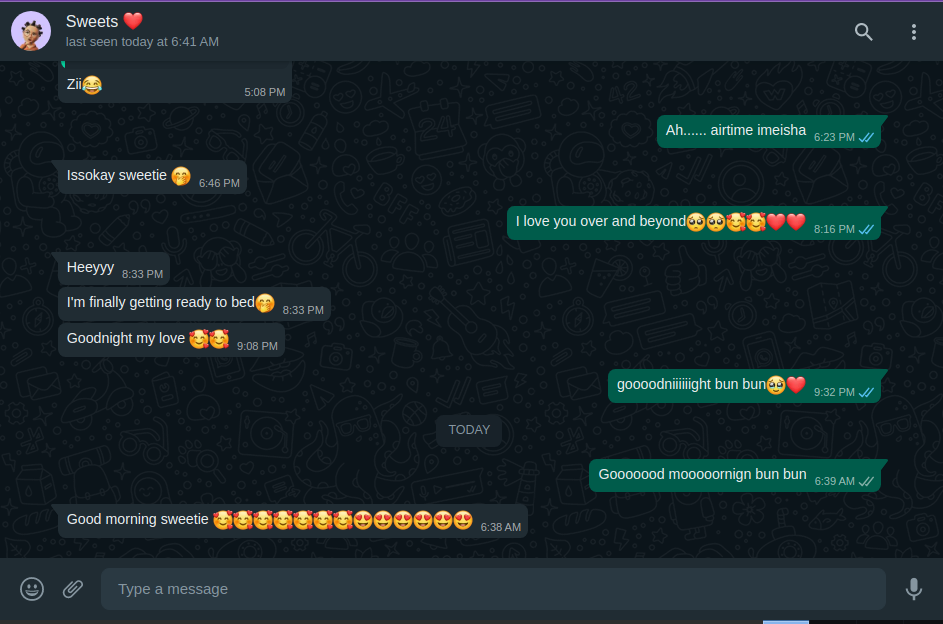 Sweets ❤️
last seen today at 6:41 AM
Zii😂
5:08 PM
Ah...... airtime imeisha 6:23 PM
Issokay sweetie 🤭 6:46 PM
I love you over and beyond🥺🥺🥰🥰❤️❤️ 8:16 PM
Heeyyy 8:33 PM
I'm finally getting ready to bed🤭 8:33 PM
Goodnight my love 🥰🥰 9:08 PM
goooodniiiiiiight bun bun🥹❤️ 9:32 PM
TODAY
Gooooood mooooornign bun bun 6:39 AM
Good morning sweetie 🥰🥰🥰🥰🥰🥰🥰😍😍😍😍😍😍 6:38 AM
Type a message